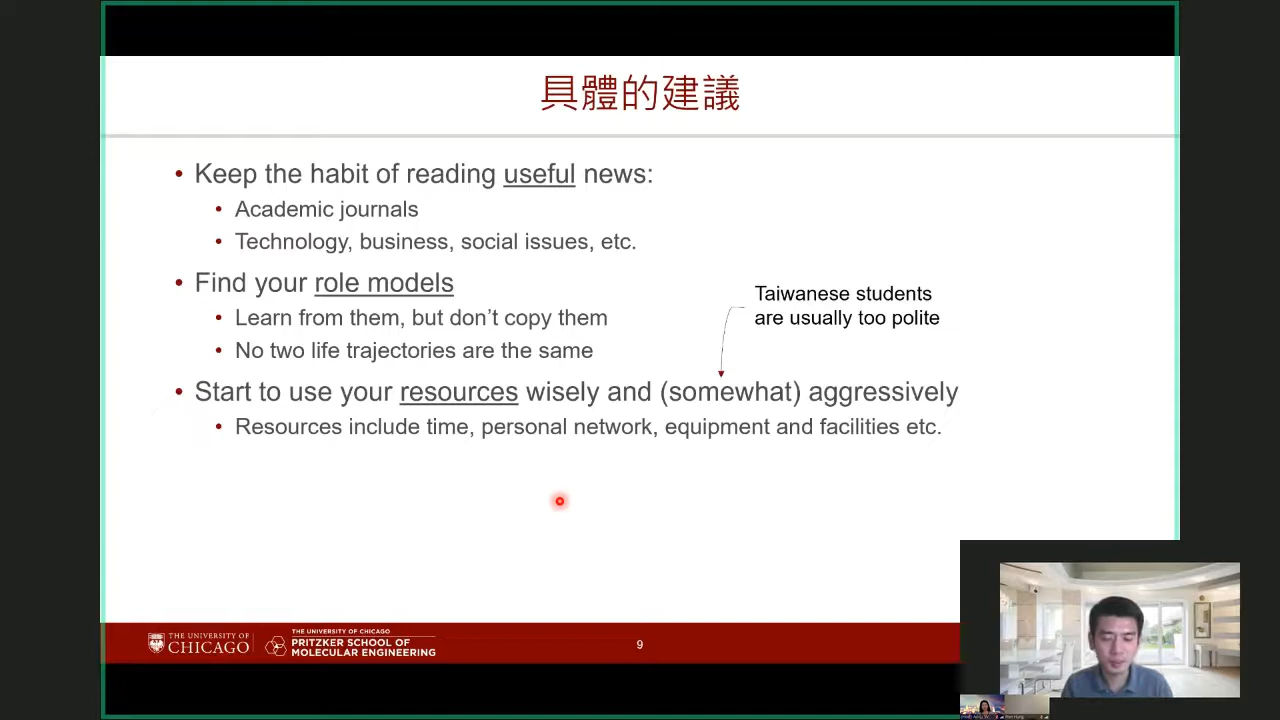 具體的建議
Keep the habit of reading useful news:
Academic journals
Technology, business, social issues, etc.
Find your role models
Learn from them, but don't copy them
No two life trajectories are the same
Taiwanese students
are usually too polite
Start to use your resources wisely and (somewhat) aggressively
Resources include time, personal network, equipment and facilities etc.
THE UNIVERSITY OF
CHICAGO
THE UNIVERSITY OF CHICAGO
PRITZKER SCHOOL OF
MOLECULAR ENGINEERING
9